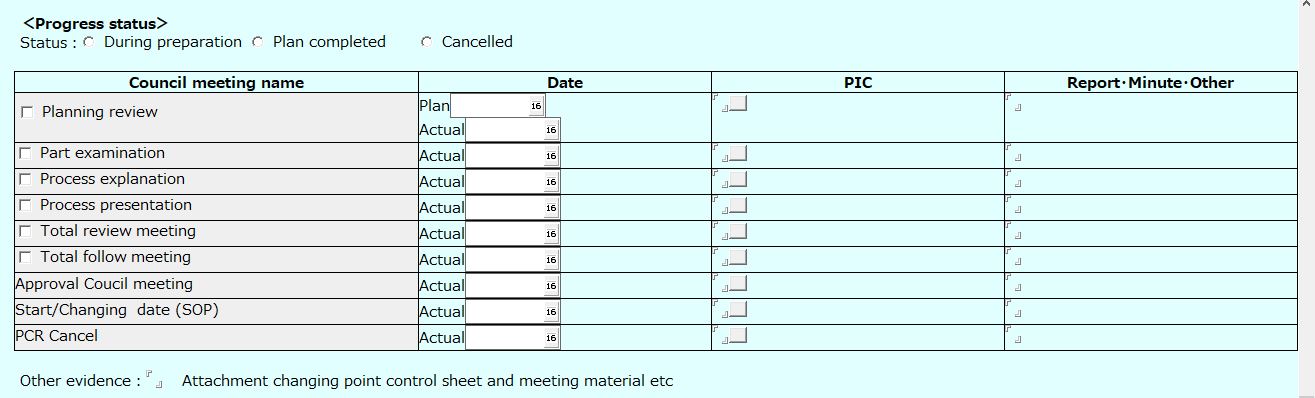 <Progress status>
Status : During preparation Plan completed Cancelled
Council meeting name Date PIC Report･Minute･Other
Planning review Plan 16
Actual 16
Part examination Actual 16
Process explanation Actual 16
Process presentation Actual 16
Total review meeting Actual 16
Total follow meeting Actual 16
Approval Coucil meeting Actual 16
Start/Changing date (SOP) Actual 16
PCR Cancel Actual 16
Other evidence : Attachment changing point control sheet and meeting material etc